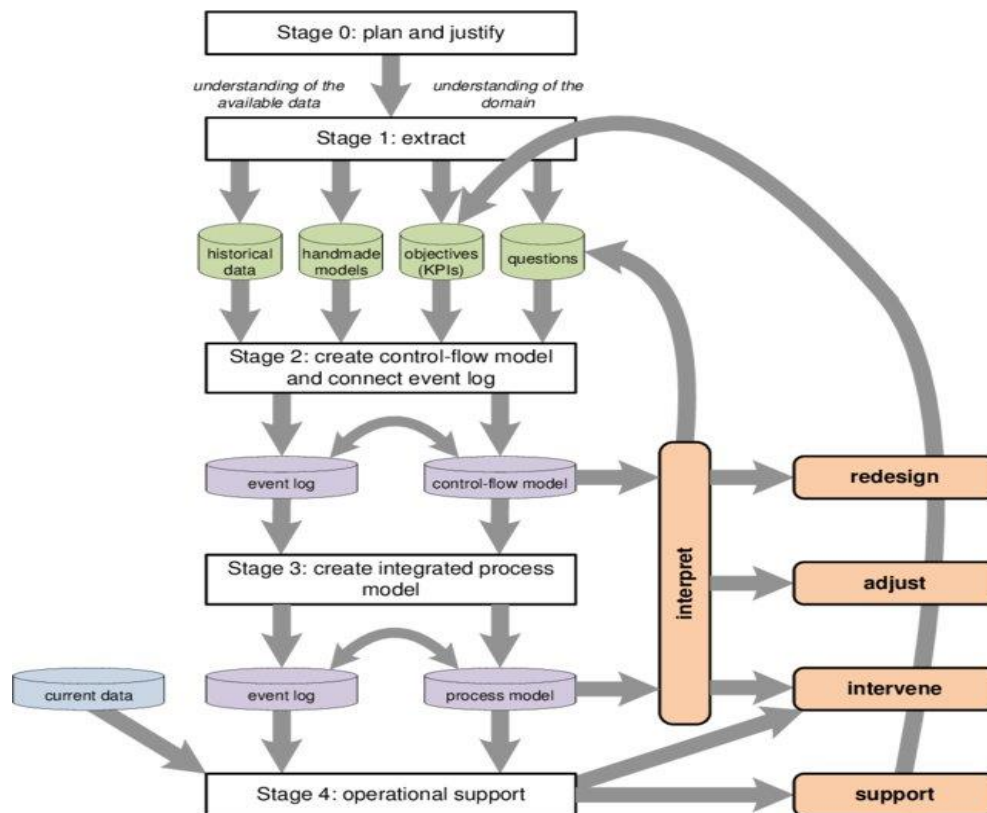 Stage 0: plan and justify
understanding of the
available data
understanding of the
domain
Stage 1: extract
historical
data
handmade
models
objectives
(KPIs)
questions
Stage 2: create control-flow model
and connect event log
event log
control-flow model
interpret
redesign
Stage 3: create integrated process
model
adjust
current data
event log
process model
intervene
Stage 4: operational support
support